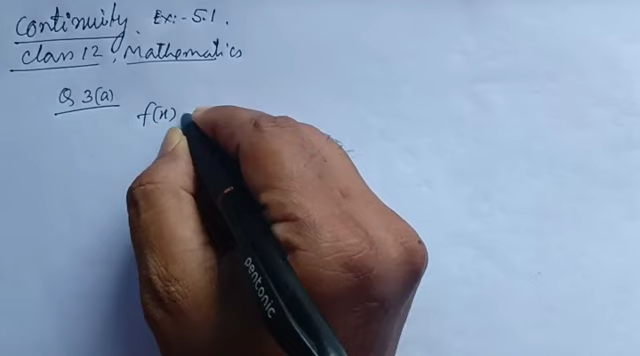 Continuity. Ex:- 5.1.
Class 12, Mathematics
Q 3(a)
f(x)
pentonic